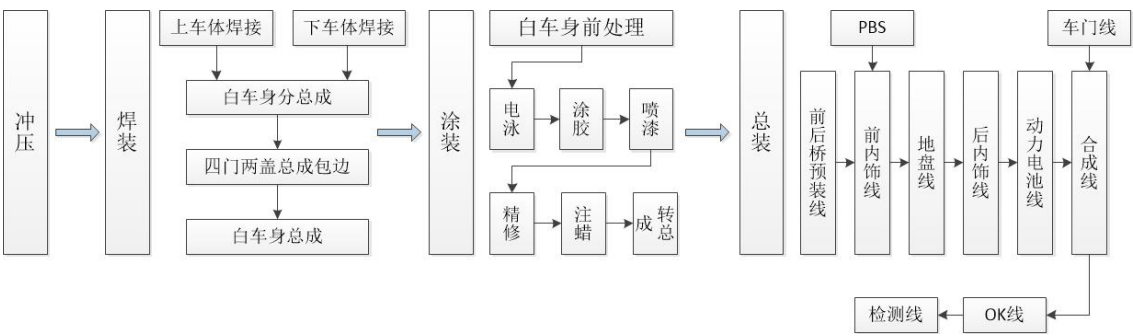 冲压
焊装
上车体焊接
下车体焊接
白车身分总成
四门两盖总成包边
白车身总成
涂装
白车身前处理
电泳
涂胶
喷漆
精修
注蜡
成
转总
总装
PBS
车门线
前后桥预装线
前内饰线
地盘线
后内饰线
动力电池线
合成线
检测线
OK线